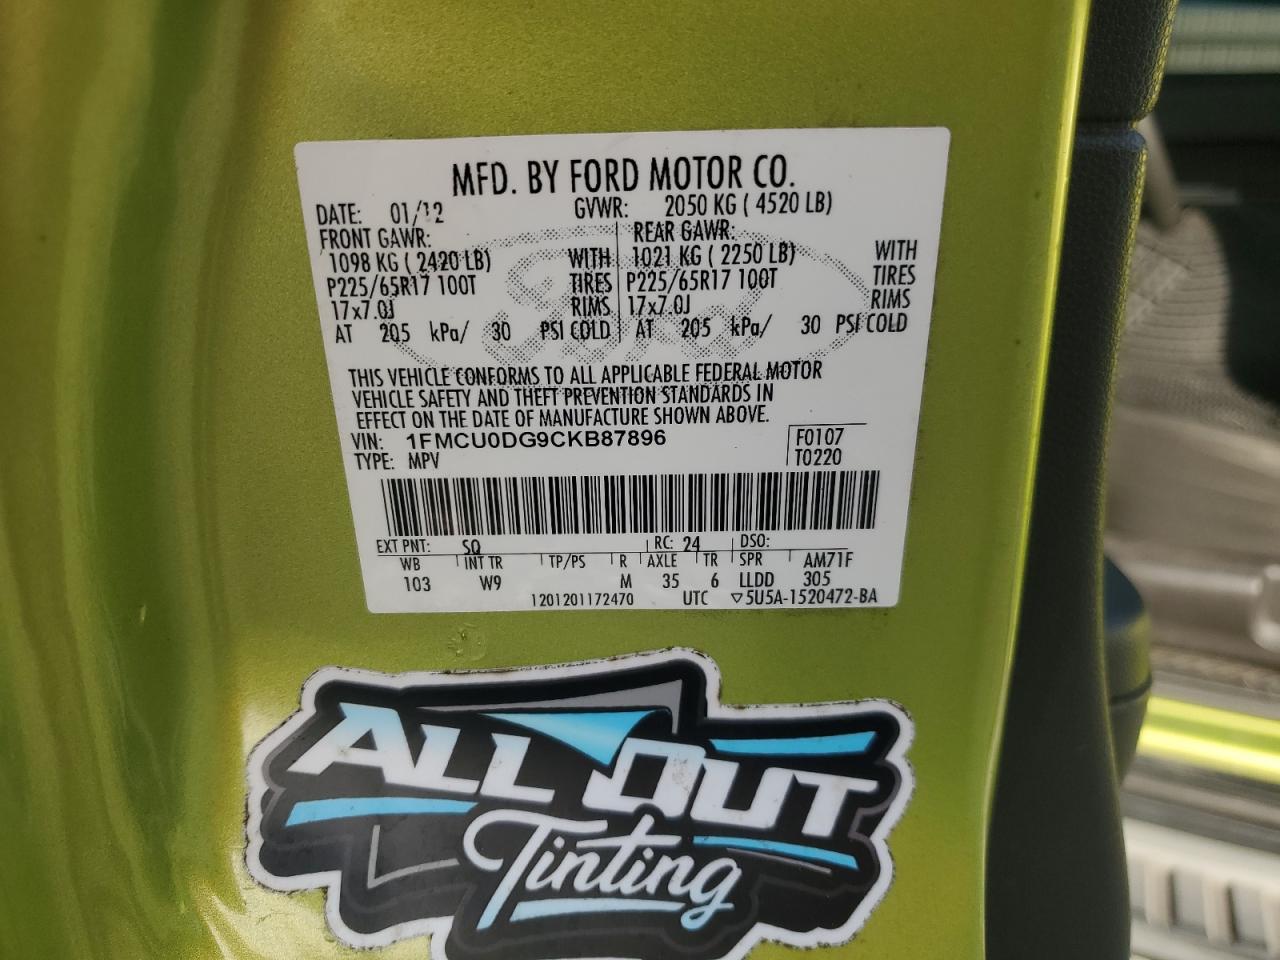 MFD. BY FORD MOTOR CO.
DATE: 01/12 GVWR: 2050 KG ( 4520 LB)
FRONT GAWR: REAR GAWR:
1098 KG ( 2420 LB) WITH 1021 KG ( 2250 LB) WITH
P225/65R17 100T TIRES P225/65R17 100T TIRES
17x7.0J RIMS 17x7.0J RIMS
AT 205 kPa/ 30 PSI COLD AT 205 kPa/ 30 PSI COLD
THIS VEHICLE CONFORMS TO ALL APPLICABLE FEDERAL MOTOR
VEHICLE SAFETY AND THEFT PREVENTION STANDARDS IN
EFFECT ON THE DATE OF MANUFACTURE SHOWN ABOVE.
VIN: 1FMCU0DG9CKB87896 F0107
TYPE: MPV T0220
EXT PNT: SQ RC: 24 DSO:
WB INT TR TP/PS R AXLE TR SPR AM71F
103 W9 M 35 6 LLDD 305
1201201172470 UTC ▽5U5A-1520472-BA
ALL OUT
Tinting